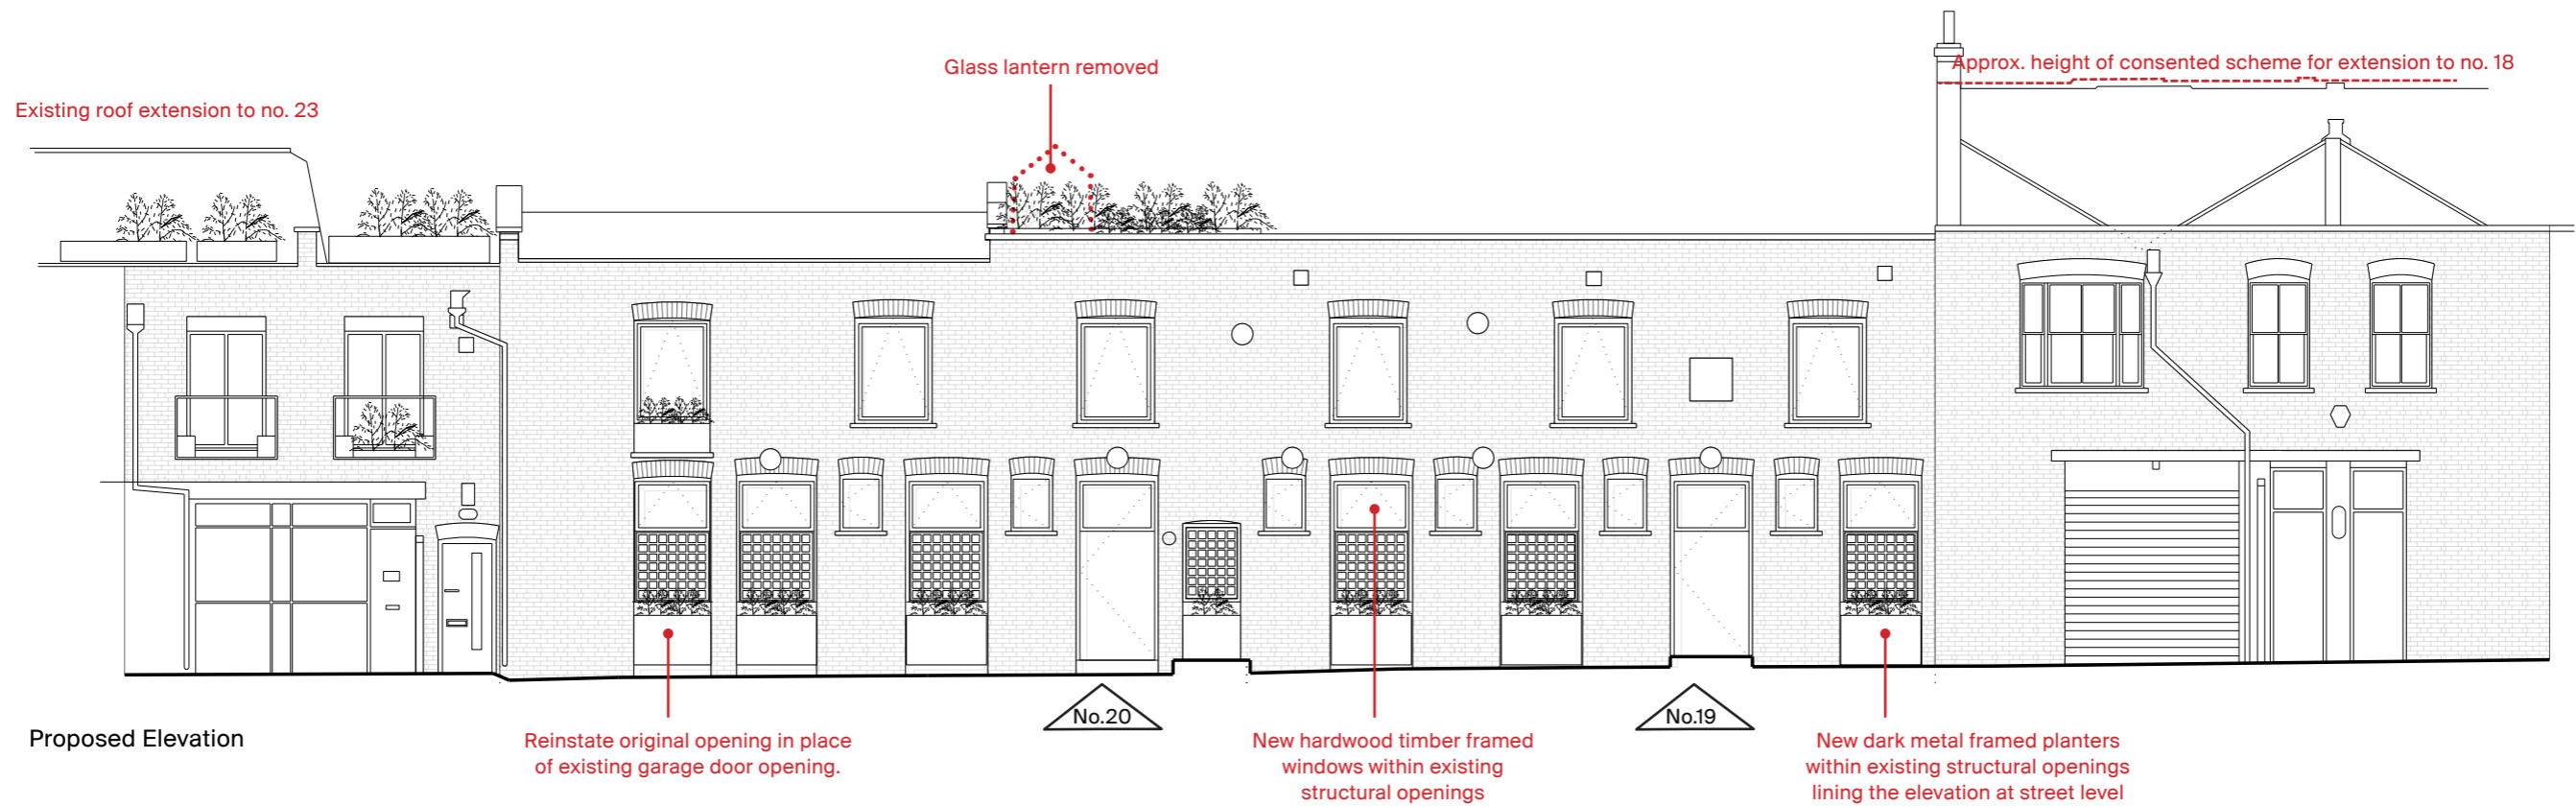 Glass lantern removed
Approx. height of consented scheme for extension to no. 18
Existing roof extension to no. 23
No.20
No.19
Proposed Elevation
Reinstate original opening in place
of existing garage door opening.
New hardwood timber framed
windows within existing
structural openings
New dark metal framed planters
within existing structural openings
lining the elevation at street level